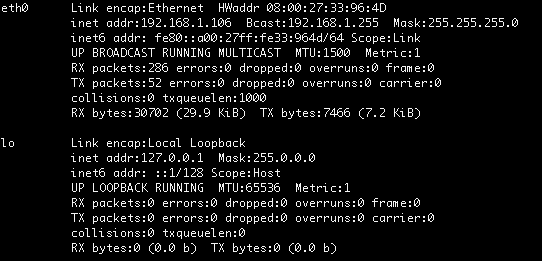 eth0      Link encap:Ethernet  HWaddr 08:00:27:33:96:4D
          inet addr:192.168.1.106  Bcast:192.168.1.255  Mask:255.255.255.0
          inet6 addr: fe80::a00:27ff:fe33:964d/64 Scope:Link
          UP BROADCAST RUNNING MULTICAST  MTU:1500  Metric:1
          RX packets:286 errors:0 dropped:0 overruns:0 frame:0
          TX packets:52 errors:0 dropped:0 overruns:0 carrier:0
          collisions:0 txqueuelen:1000
          RX bytes:30702 (29.9 KiB)  TX bytes:7466 (7.2 KiB)

lo        Link encap:Local Loopback
          inet addr:127.0.0.1  Mask:255.0.0.0
          inet6 addr: ::1/128 Scope:Host
          UP LOOPBACK RUNNING  MTU:65536  Metric:1
          RX packets:0 errors:0 dropped:0 overruns:0 frame:0
          TX packets:0 errors:0 dropped:0 overruns:0 carrier:0
          collisions:0 txqueuelen:0
          RX bytes:0 (0.0 b)  TX bytes:0 (0.0 b)